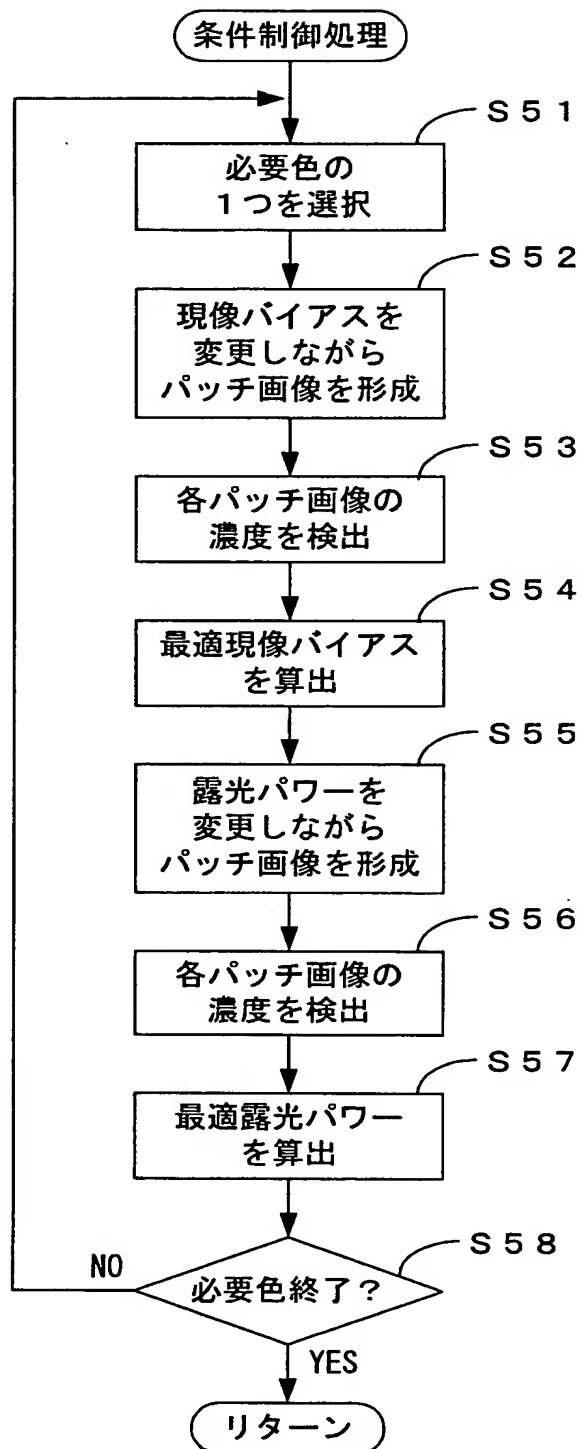 条件制御処理
S51
必要色の
1つを選択
S52
現像バイアスを
変更しながら
パッチ画像を形成
S53
各パッチ画像の
濃度を検出
S54
最適現像バイアス
を算出
S55
露光パワーを
変更しながら
パッチ画像を形成
S56
各パッチ画像の
濃度を検出
S57
最適露光パワー
を算出
S58
必要色終了?
NO
YES
リターン